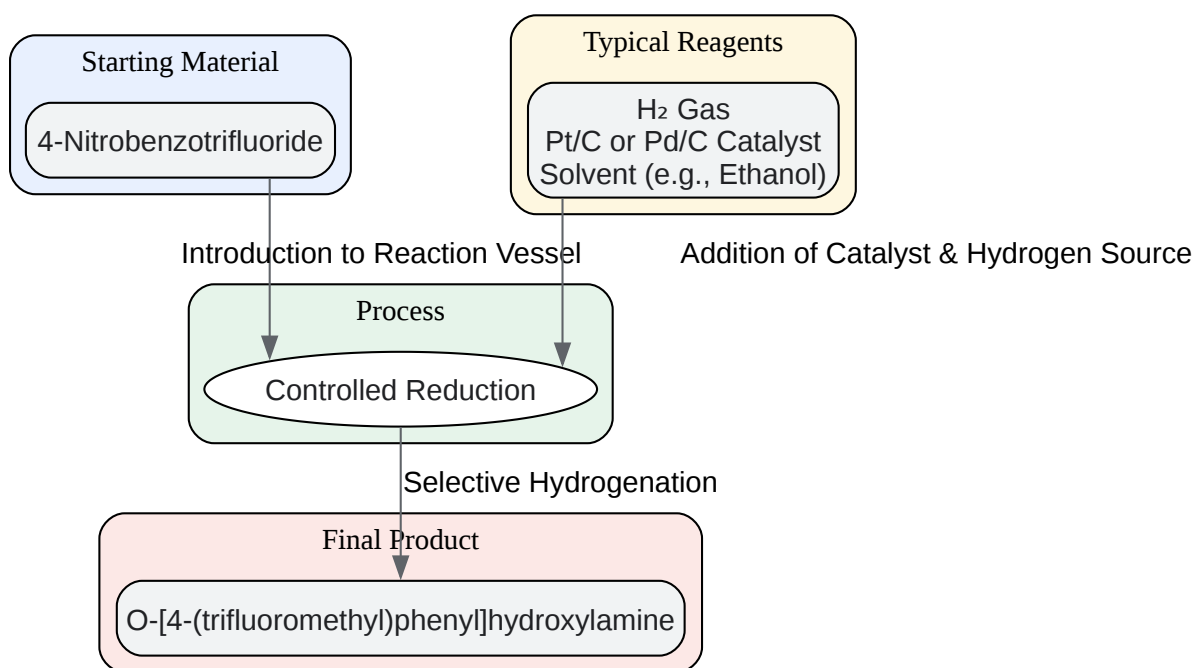 Starting Material
4-Nitrobenzotrifluoride
Typical Reagents
H₂ Gas
Pt/C or Pd/C Catalyst
Solvent (e.g., Ethanol)
Introduction to Reaction Vessel
Addition of Catalyst & Hydrogen Source
Process
Controlled Reduction
Selective Hydrogenation
Final Product
O-[4-(trifluoromethyl)phenyl]hydroxylamine